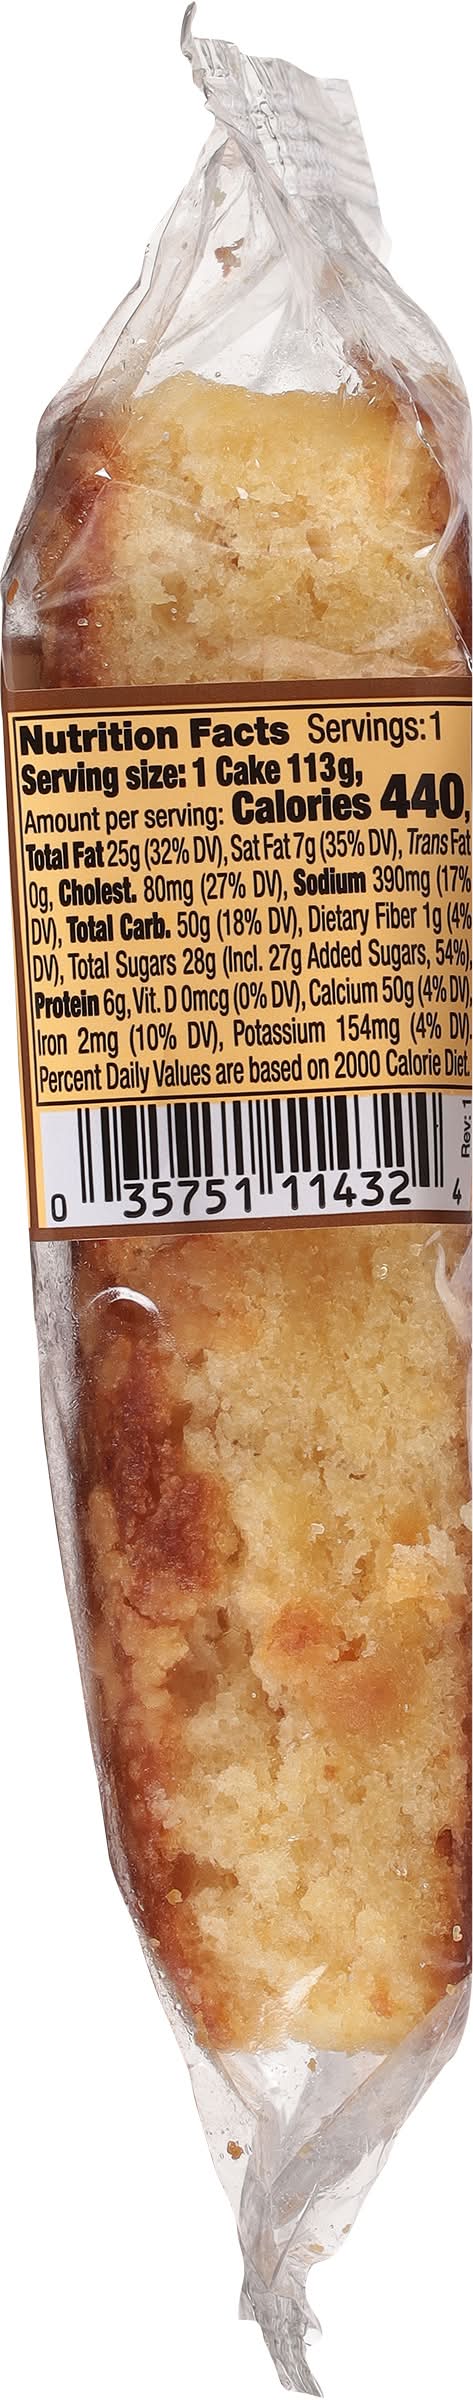 Nutrition Facts Servings: 1
Serving size: 1 Cake 113g,
Amount per serving: Calories 440,
Total Fat 25g (32% DV), Sat Fat 7g (35% DV), Trans Fat
0g, Cholest. 80mg (27% DV), Sodium 390mg (17%
DV), Total Carb. 50g (18% DV), Dietary Fiber 1g (4%
DV), Total Sugars 28g (Incl. 27g Added Sugars, 54%),
Protein 6g, Vit. D 0mcg (0% DV), Calcium 50g (4% DV),
Iron 2mg (10% DV), Potassium 154mg (4% DV).
Percent Daily Values are based on 2000 Calorie Diet.
Rev: 1
0 35751 11432 4